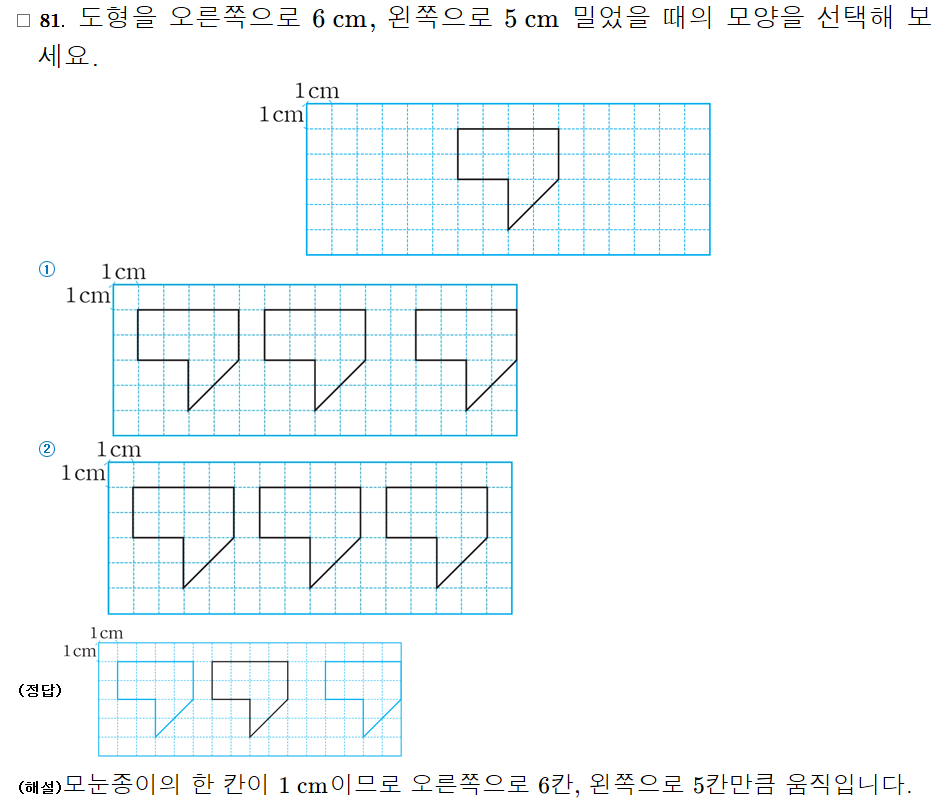 □ 81. 도형을 오른쪽으로 6 cm, 왼쪽으로 5 cm 밀었을 때의 모양을 선택해 보
세요.
1cm
1cm
①
1cm
1cm
②
1cm
1cm
1cm
1cm
(정답)
(해설)모눈종이의 한 칸이 1 cm이므로 오른쪽으로 6칸, 왼쪽으로 5칸만큼 움직입니다.